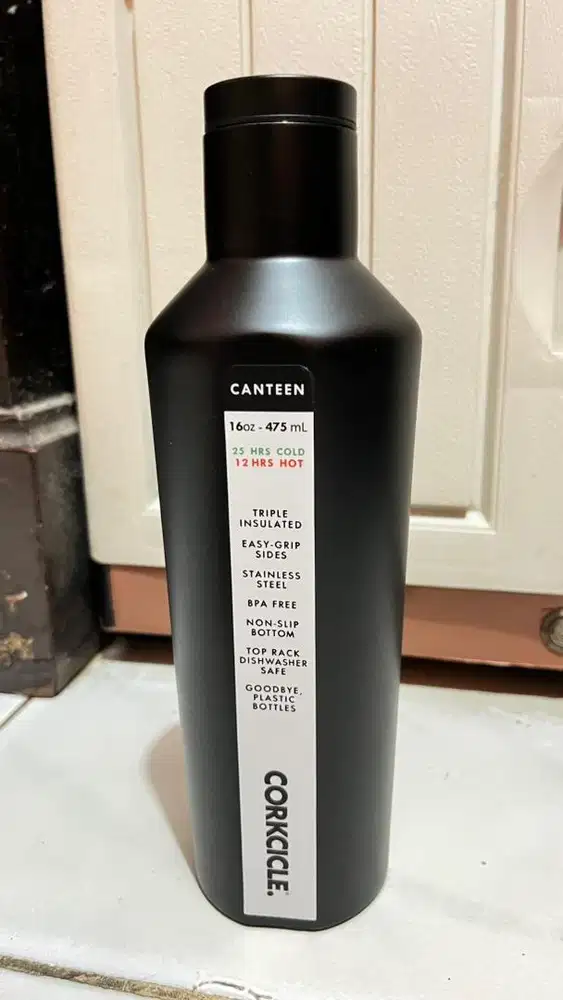 CANTEEN
16oz - 475 mL
25 HRS COLD
12 HRS HOT
TRIPLE
INSULATED
EASY-GRIP
SIDES
STAINLESS
STEEL
BPA FREE
NON-SLIP
BOTTOM
TOP RACK
DISHWASHER
SAFE
GOODBYE,
PLASTIC
BOTTLES
CORKCICLE.